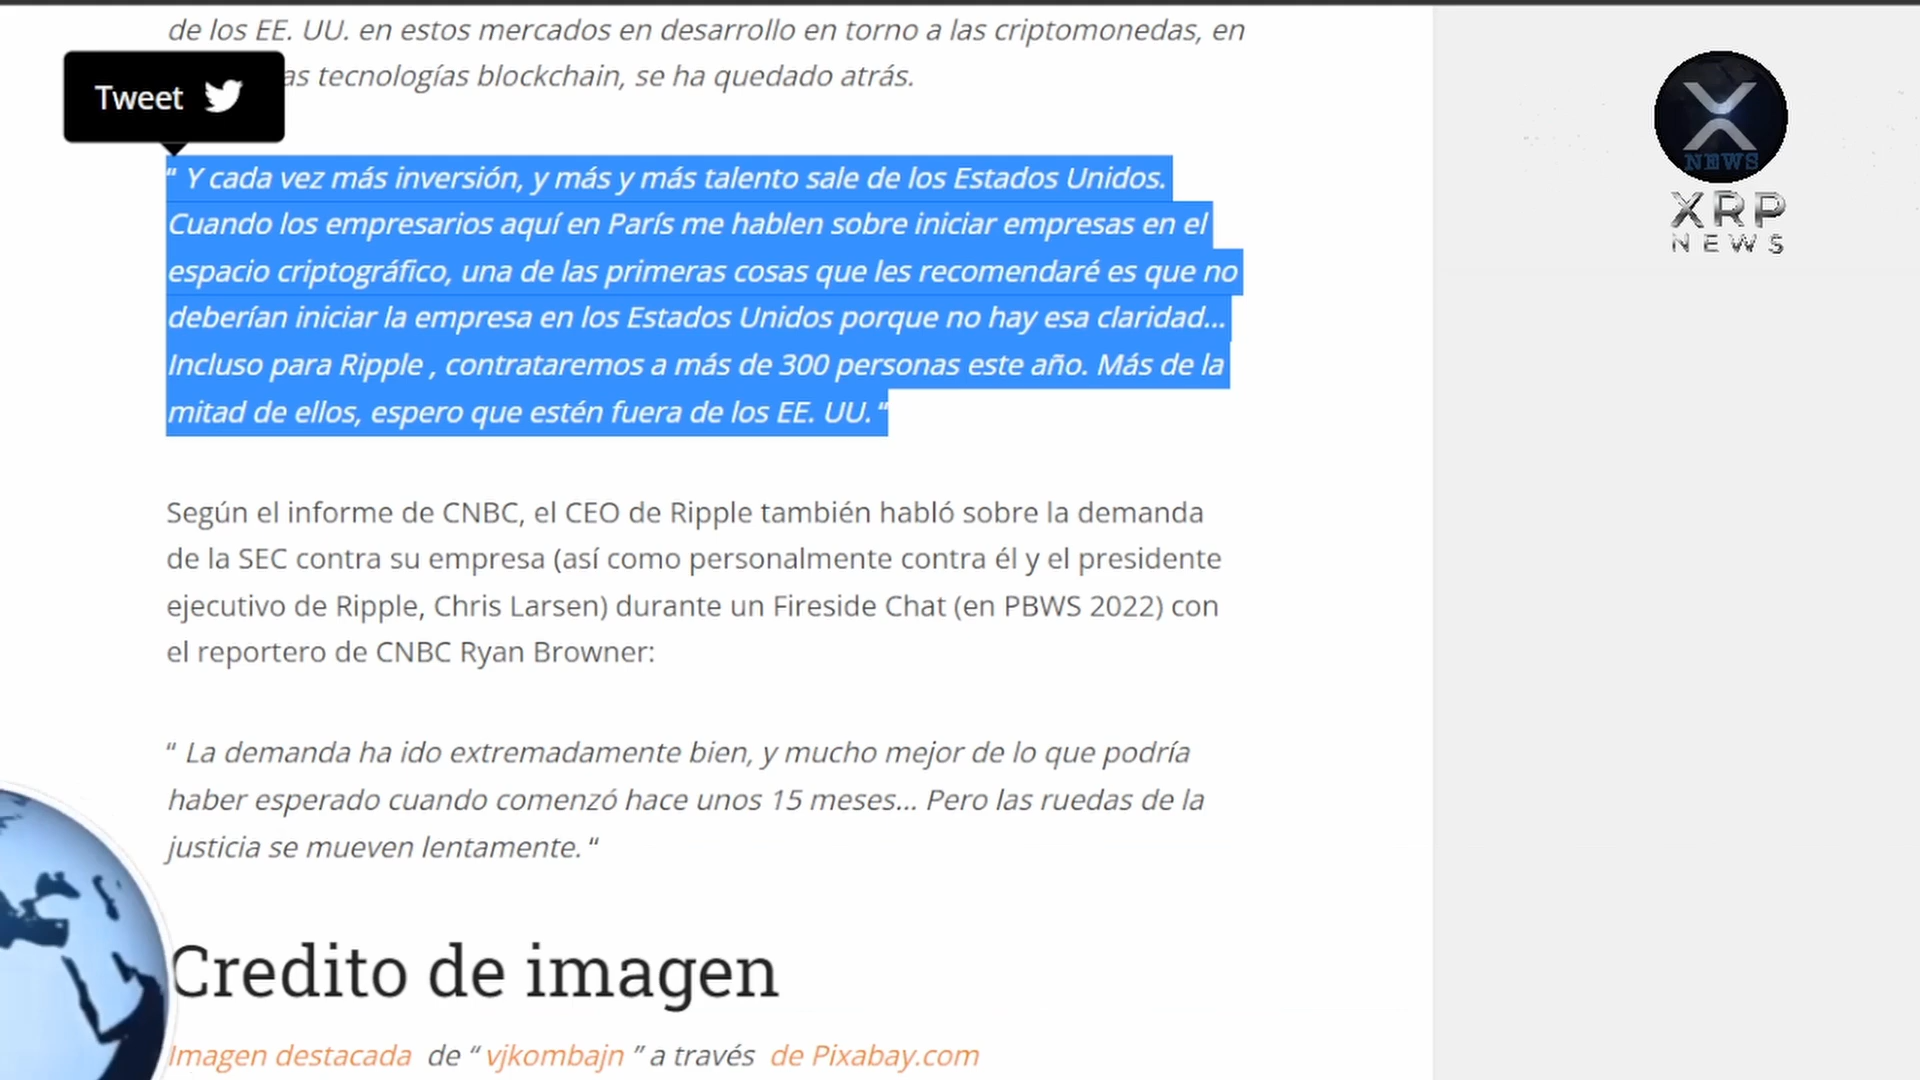 de los EE. UU. en estos mercados en desarrollo en torno a las criptomonedas, en
as tecnologías blockchain, se ha quedado atrás.
Tweet
“ Y cada vez más inversión, y más y más talento sale de los Estados Unidos.
Cuando los empresarios aquí en París me hablen sobre iniciar empresas en el
espacio criptográfico, una de las primeras cosas que les recomendaré es que no
deberían iniciar la empresa en los Estados Unidos porque no hay esa claridad...
Incluso para Ripple , contrataremos a más de 300 personas este año. Más de la
mitad de ellos, espero que estén fuera de los EE. UU. “
Según el informe de CNBC, el CEO de Ripple también habló sobre la demanda
de la SEC contra su empresa (así como personalmente contra él y el presidente
ejecutivo de Ripple, Chris Larsen) durante un Fireside Chat (en PBWS 2022) con
el reportero de CNBC Ryan Browner:
“ La demanda ha ido extremadamente bien, y mucho mejor de lo que podría
haber esperado cuando comenzó hace unos 15 meses... Pero las ruedas de la
justicia se mueven lentamente. “
Credito de imagen
Imagen destacada de “ vjkombajn ” a través de Pixabay.com
NEWS
XRP
NEWS